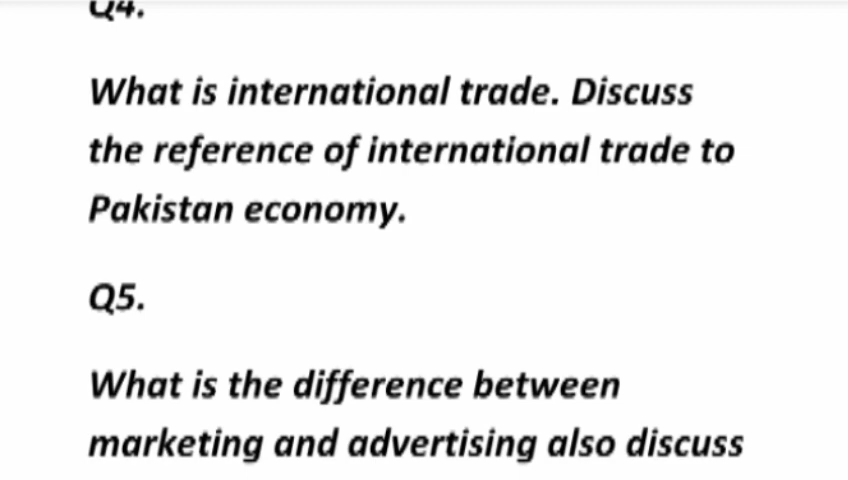 Q4.
What is international trade. Discuss
the reference of international trade to
Pakistan economy.
Q5.
What is the difference between
marketing and advertising also discuss